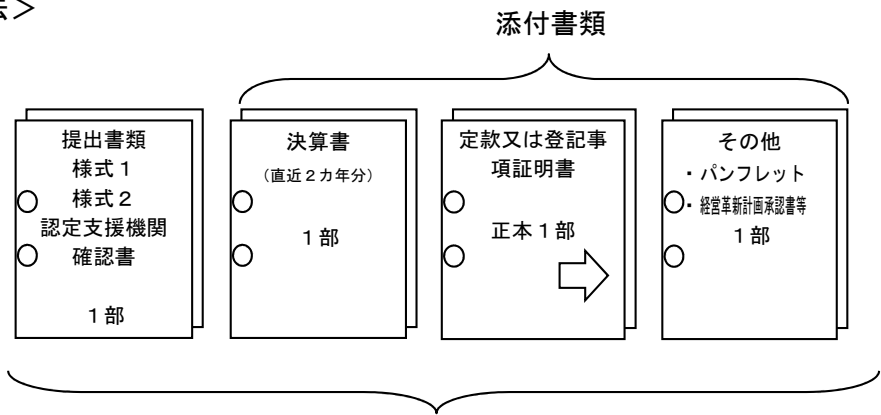 法＞
添付書類
提出書類
様式１
様式２
認定支援機関
確認書
１部
決算書
（直近２カ年分）
１部
定款又は登記事
項証明書
正本１部
その他
・パンフレット
・経営革新計画承認書等
１部